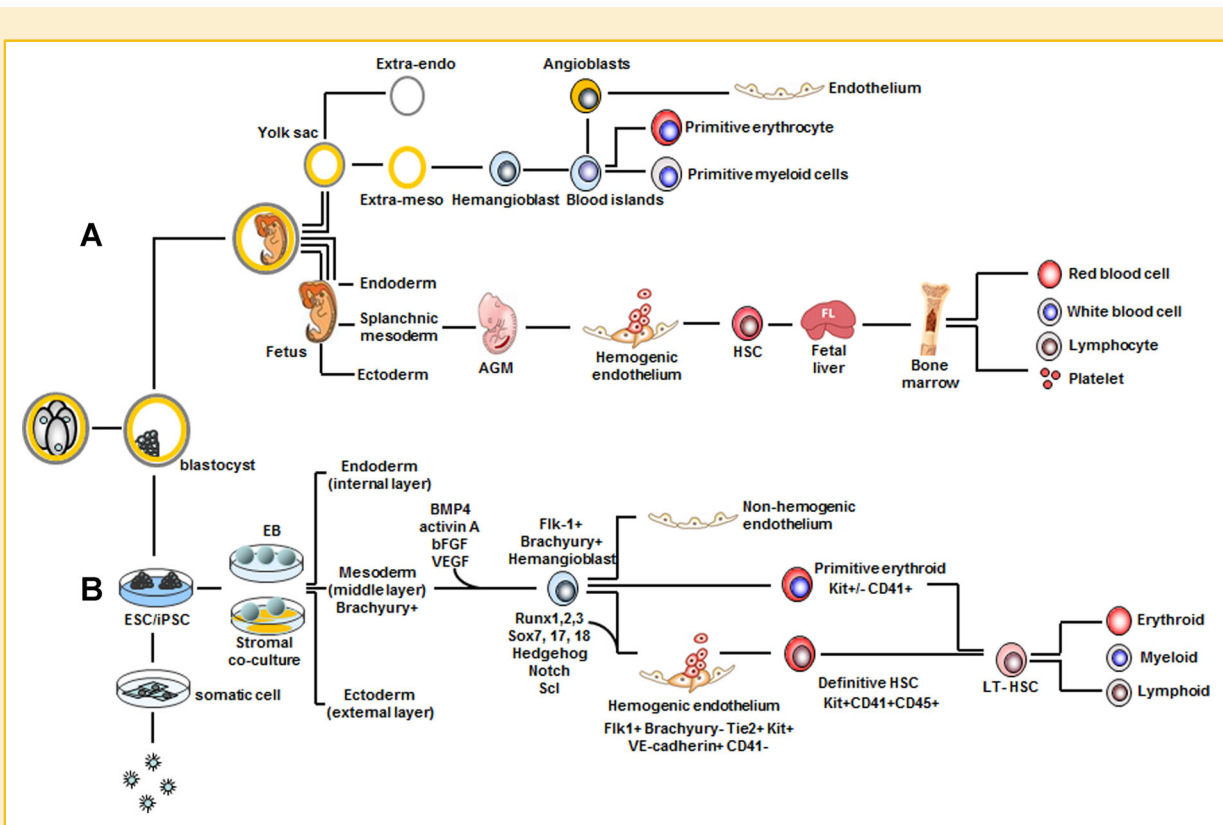 Extra-endo
Angioblasts
Endothelium
Yolk sac
Primitive erythrocyte
Primitive myeloid cells
Extra-meso
Hemangioblast
Blood islands
A
Endoderm
Splanchnic
mesoderm
Fetus
Ectoderm
AGM
Hemogenic
endothelium
HSC
FL
Fetal
liver
Bone
marrow
Red blood cell
White blood cell
Lymphocyte
Platelet
blastocyst
B
ESC/iPSC
somatic cell
EB
Stromal
co-culture
Endoderm
(internal layer)
Mesoderm
(middle layer)
Brachyury+
Ectoderm
(external layer)
BMP4
activin A
bFGF
VEGF
Flk-1+
Brachyury+
Hemangioblast
Runx1,2,3
Sox7, 17, 18
Hedgehog
Notch
Scl
Non-hemogenic
endothelium
Primitive erythroid
Kit+/- CD41+
Hemogenic endothelium
Flk1+ Brachyury- Tie2+ Kit+
VE-cadherin+ CD41-
Definitive HSC
Kit+CD41+CD45+
LT-HSC
Erythroid
Myeloid
Lymphoid